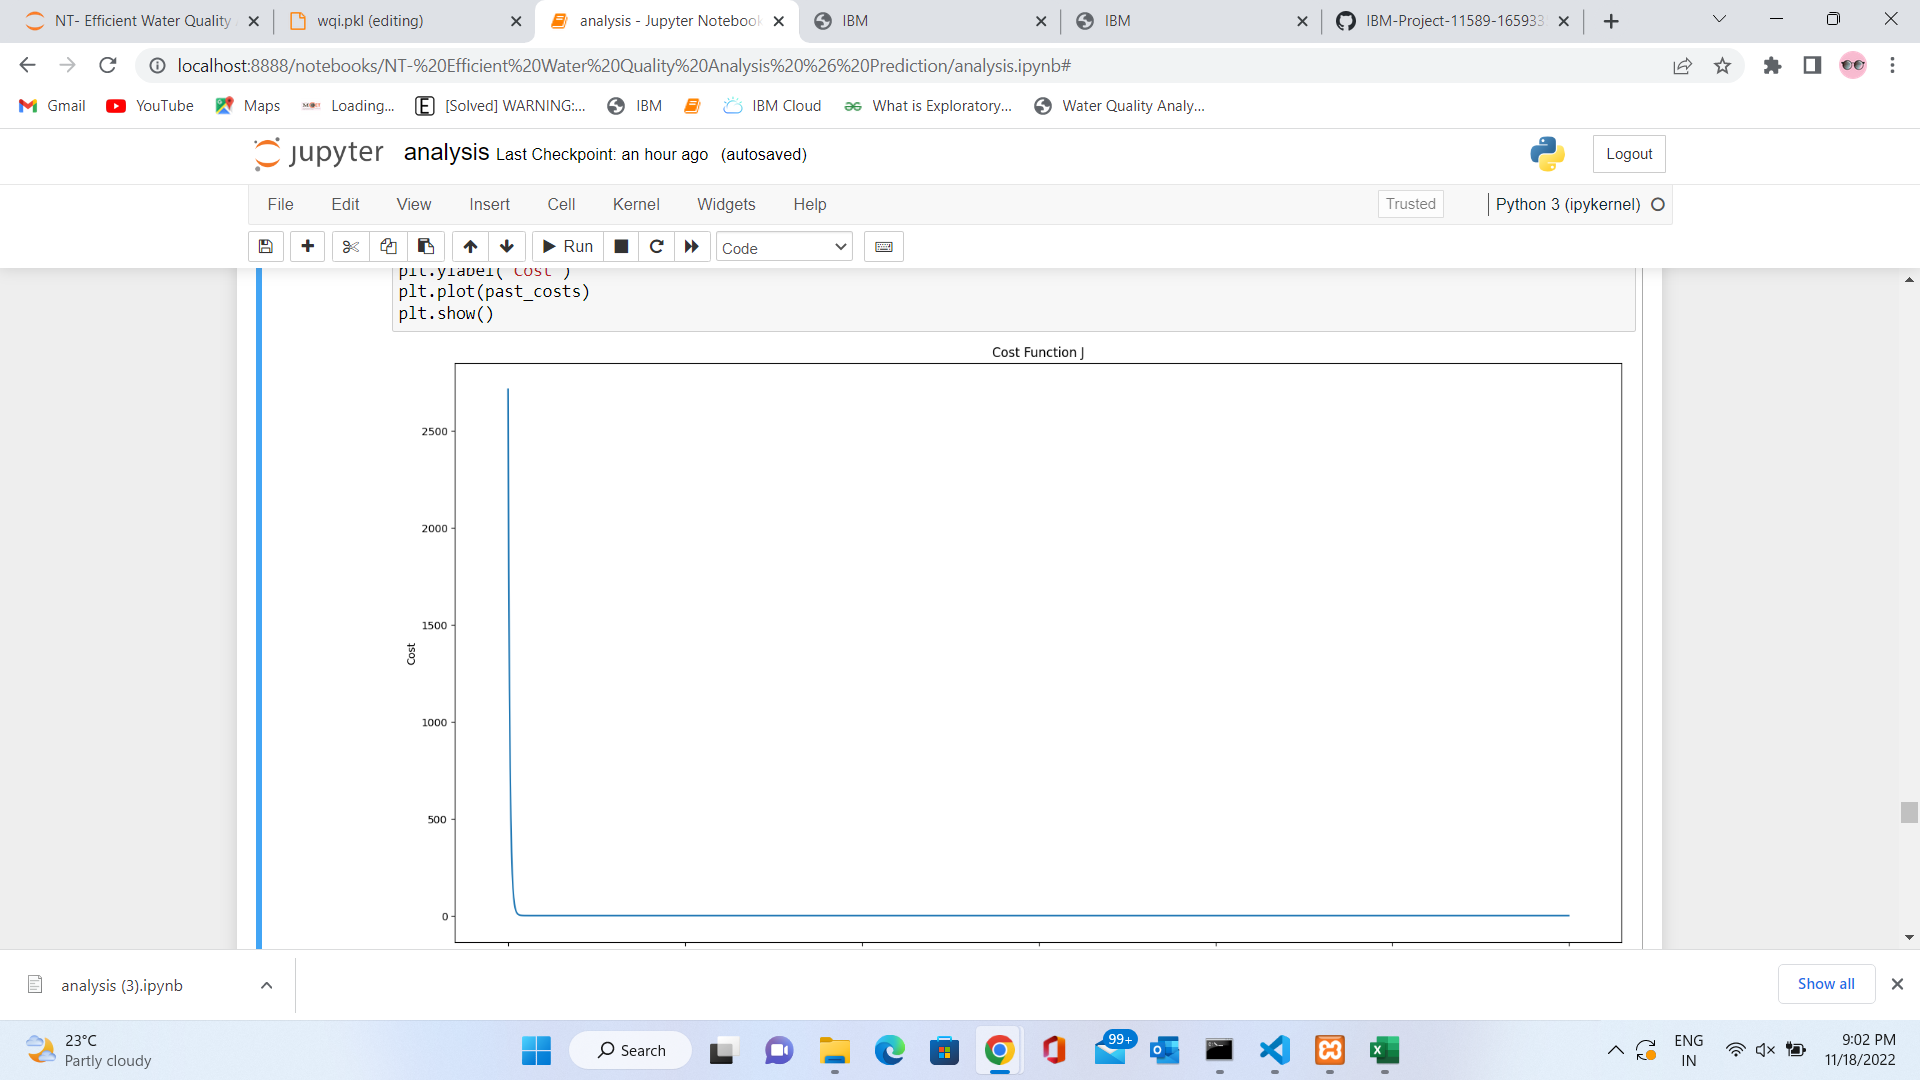 NT- Efficient Water Quality
wqi.pkl (editing)
analysis - Jupyter Notebook
IBM
IBM
IBM-Project-11589-165933
localhost:8888/notebooks/NT-%20Efficient%20Water%20Quality%20Analysis%20%26%20Prediction/analysis.ipynb#
Gmail
YouTube
Maps
Loading...
[Solved] WARNING:...
IBM
IBM Cloud
What is Exploratory...
Water Quality Analy...
jupyter
analysis Last Checkpoint: an hour ago (autosaved)
Logout
File Edit View Insert Cell Kernel Widgets Help
Trusted
Python 3 (ipykernel)
Run
Code
plt.ylabel('Cost')
plt.plot(past_costs)
plt.show()
Cost Function J
2500
2000
1500
1000
500
0
Cost
analysis (3).ipynb
Show all
23°C
Partly cloudy
Search
99+
ENG
IN
9:02 PM
11/18/2022